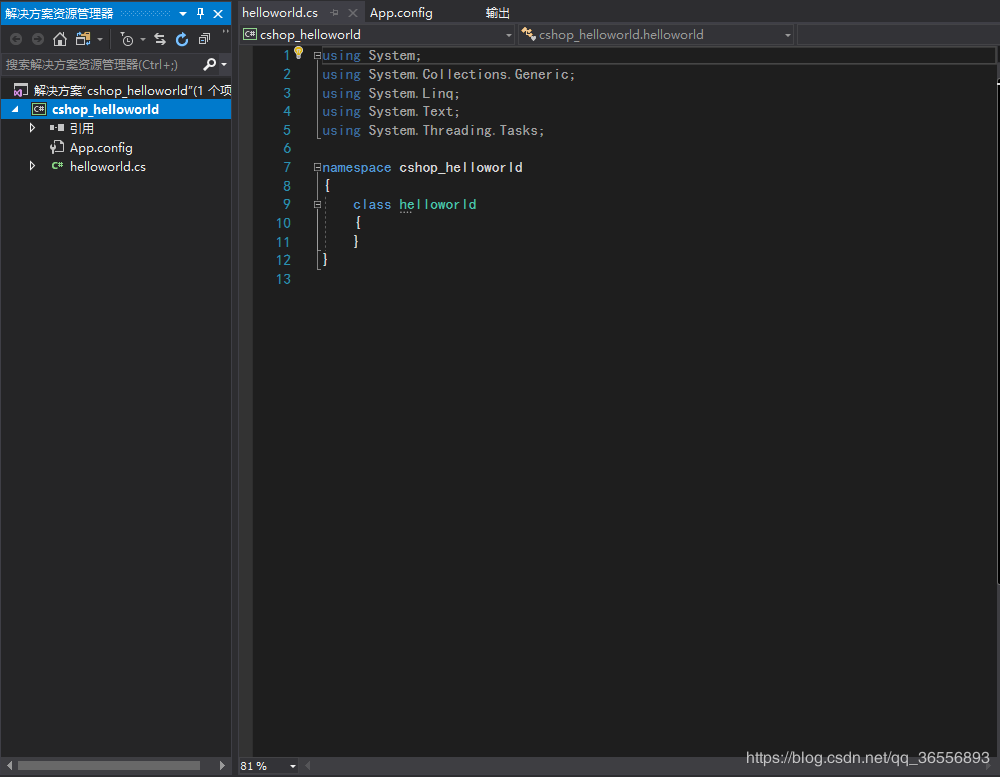 解决方案资源管理器
搜索解决方案资源管理器(Ctrl+;)
解决方案"cshop_helloworld"(1 个项
C# cshop_helloworld
引用
App.config
C# helloworld.cs
helloworld.cs App.config 输出
C# cshop_helloworld cshop_helloworld.helloworld
1 using System;
2 using System.Collections.Generic;
3 using System.Linq;
4 using System.Text;
5 using System.Threading.Tasks;
6
7 namespace cshop_helloworld
8 {
9 class helloworld
10 {
11 }
12 }
13
81 %
https://blog.csdn.net/qq_36556893